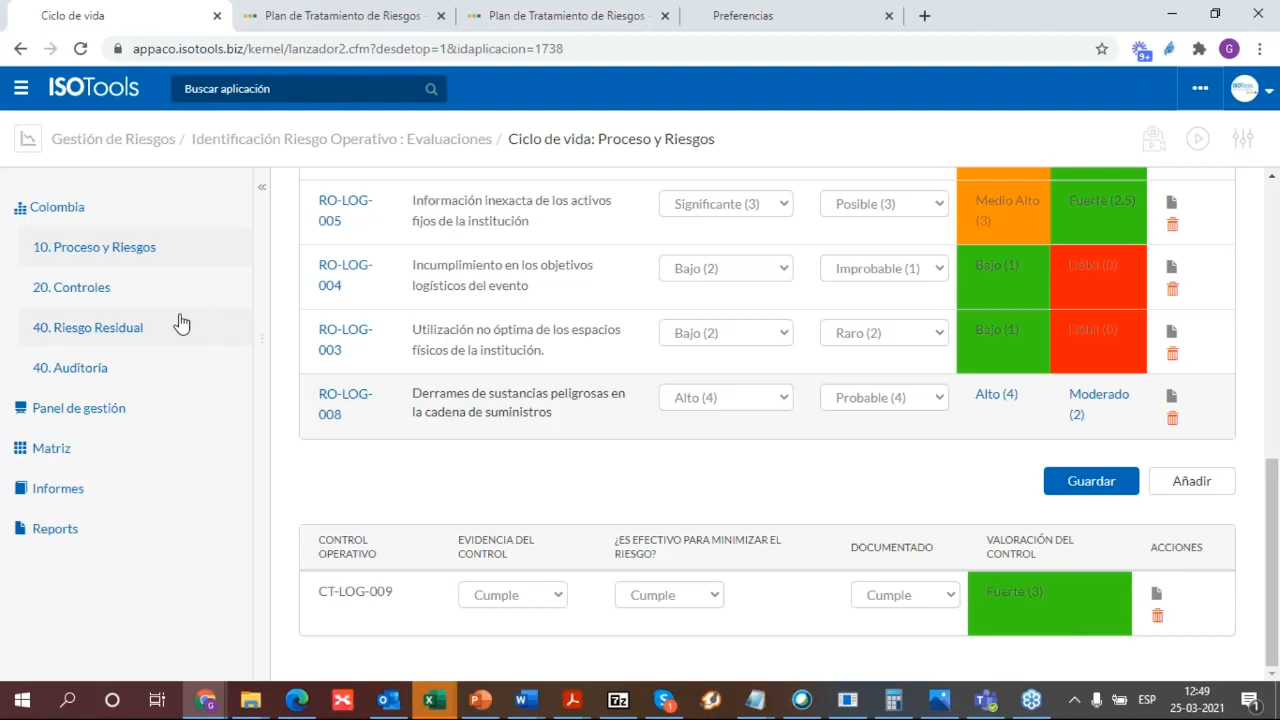 Ciclo de vida
Plan de Tratamiento de Riesgos -
Plan de Tratamiento de Riesgos -
Preferencias
appaco.isotools.biz/kernel/lanzador2.cfm?desdetop=1&idaplicacion=1738
9+
G
ISOTools
Buscar aplicación
Gestión de Riesgos / Identificación Riesgo Operativo : Evaluaciones / Ciclo de vida: Proceso y Riesgos
Colombia
10. Proceso y Riesgos
20. Controles
40. Riesgo Residual
40. Auditoría
Panel de gestión
Matriz
Informes
Reports
RO-LOG-
005
Información inexacta de los activos
fijos de la institución
Significante (3)
Posible (3)
Medio Alto
(3)
Fuerte (2.5)
RO-LOG-
004
Incumplimiento en los objetivos
logísticos del evento
Bajo (2)
Improbable (1)
Bajo (1)
Débil (0)
RO-LOG-
003
Utilización no óptima de los espacios
físicos de la institución.
Bajo (2)
Raro (2)
Bajo (1)
Débil (0)
RO-LOG-
008
Derrames de sustancias peligrosas en
la cadena de suministros
Alto (4)
Probable (4)
Alto (4)
Moderado
(2)
Guardar
Añadir
CONTROL
OPERATIVO
EVIDENCIA DEL
CONTROL
¿ES EFECTIVO PARA MINIMIZAR EL
RIESGO?
DOCUMENTADO
VALORACIÓN DEL
CONTROL
ACCIONES
CT-LOG-009
Cumple
Cumple
Cumple
Fuerte (3)
ESP
12:49
25-03-2021